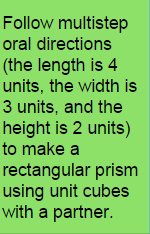 Follow multistep
oral directions
(the length is 4
units, the width is
3 units, and the
height is 2 units)
to make a
rectangular prism
using unit cubes
with a partner.